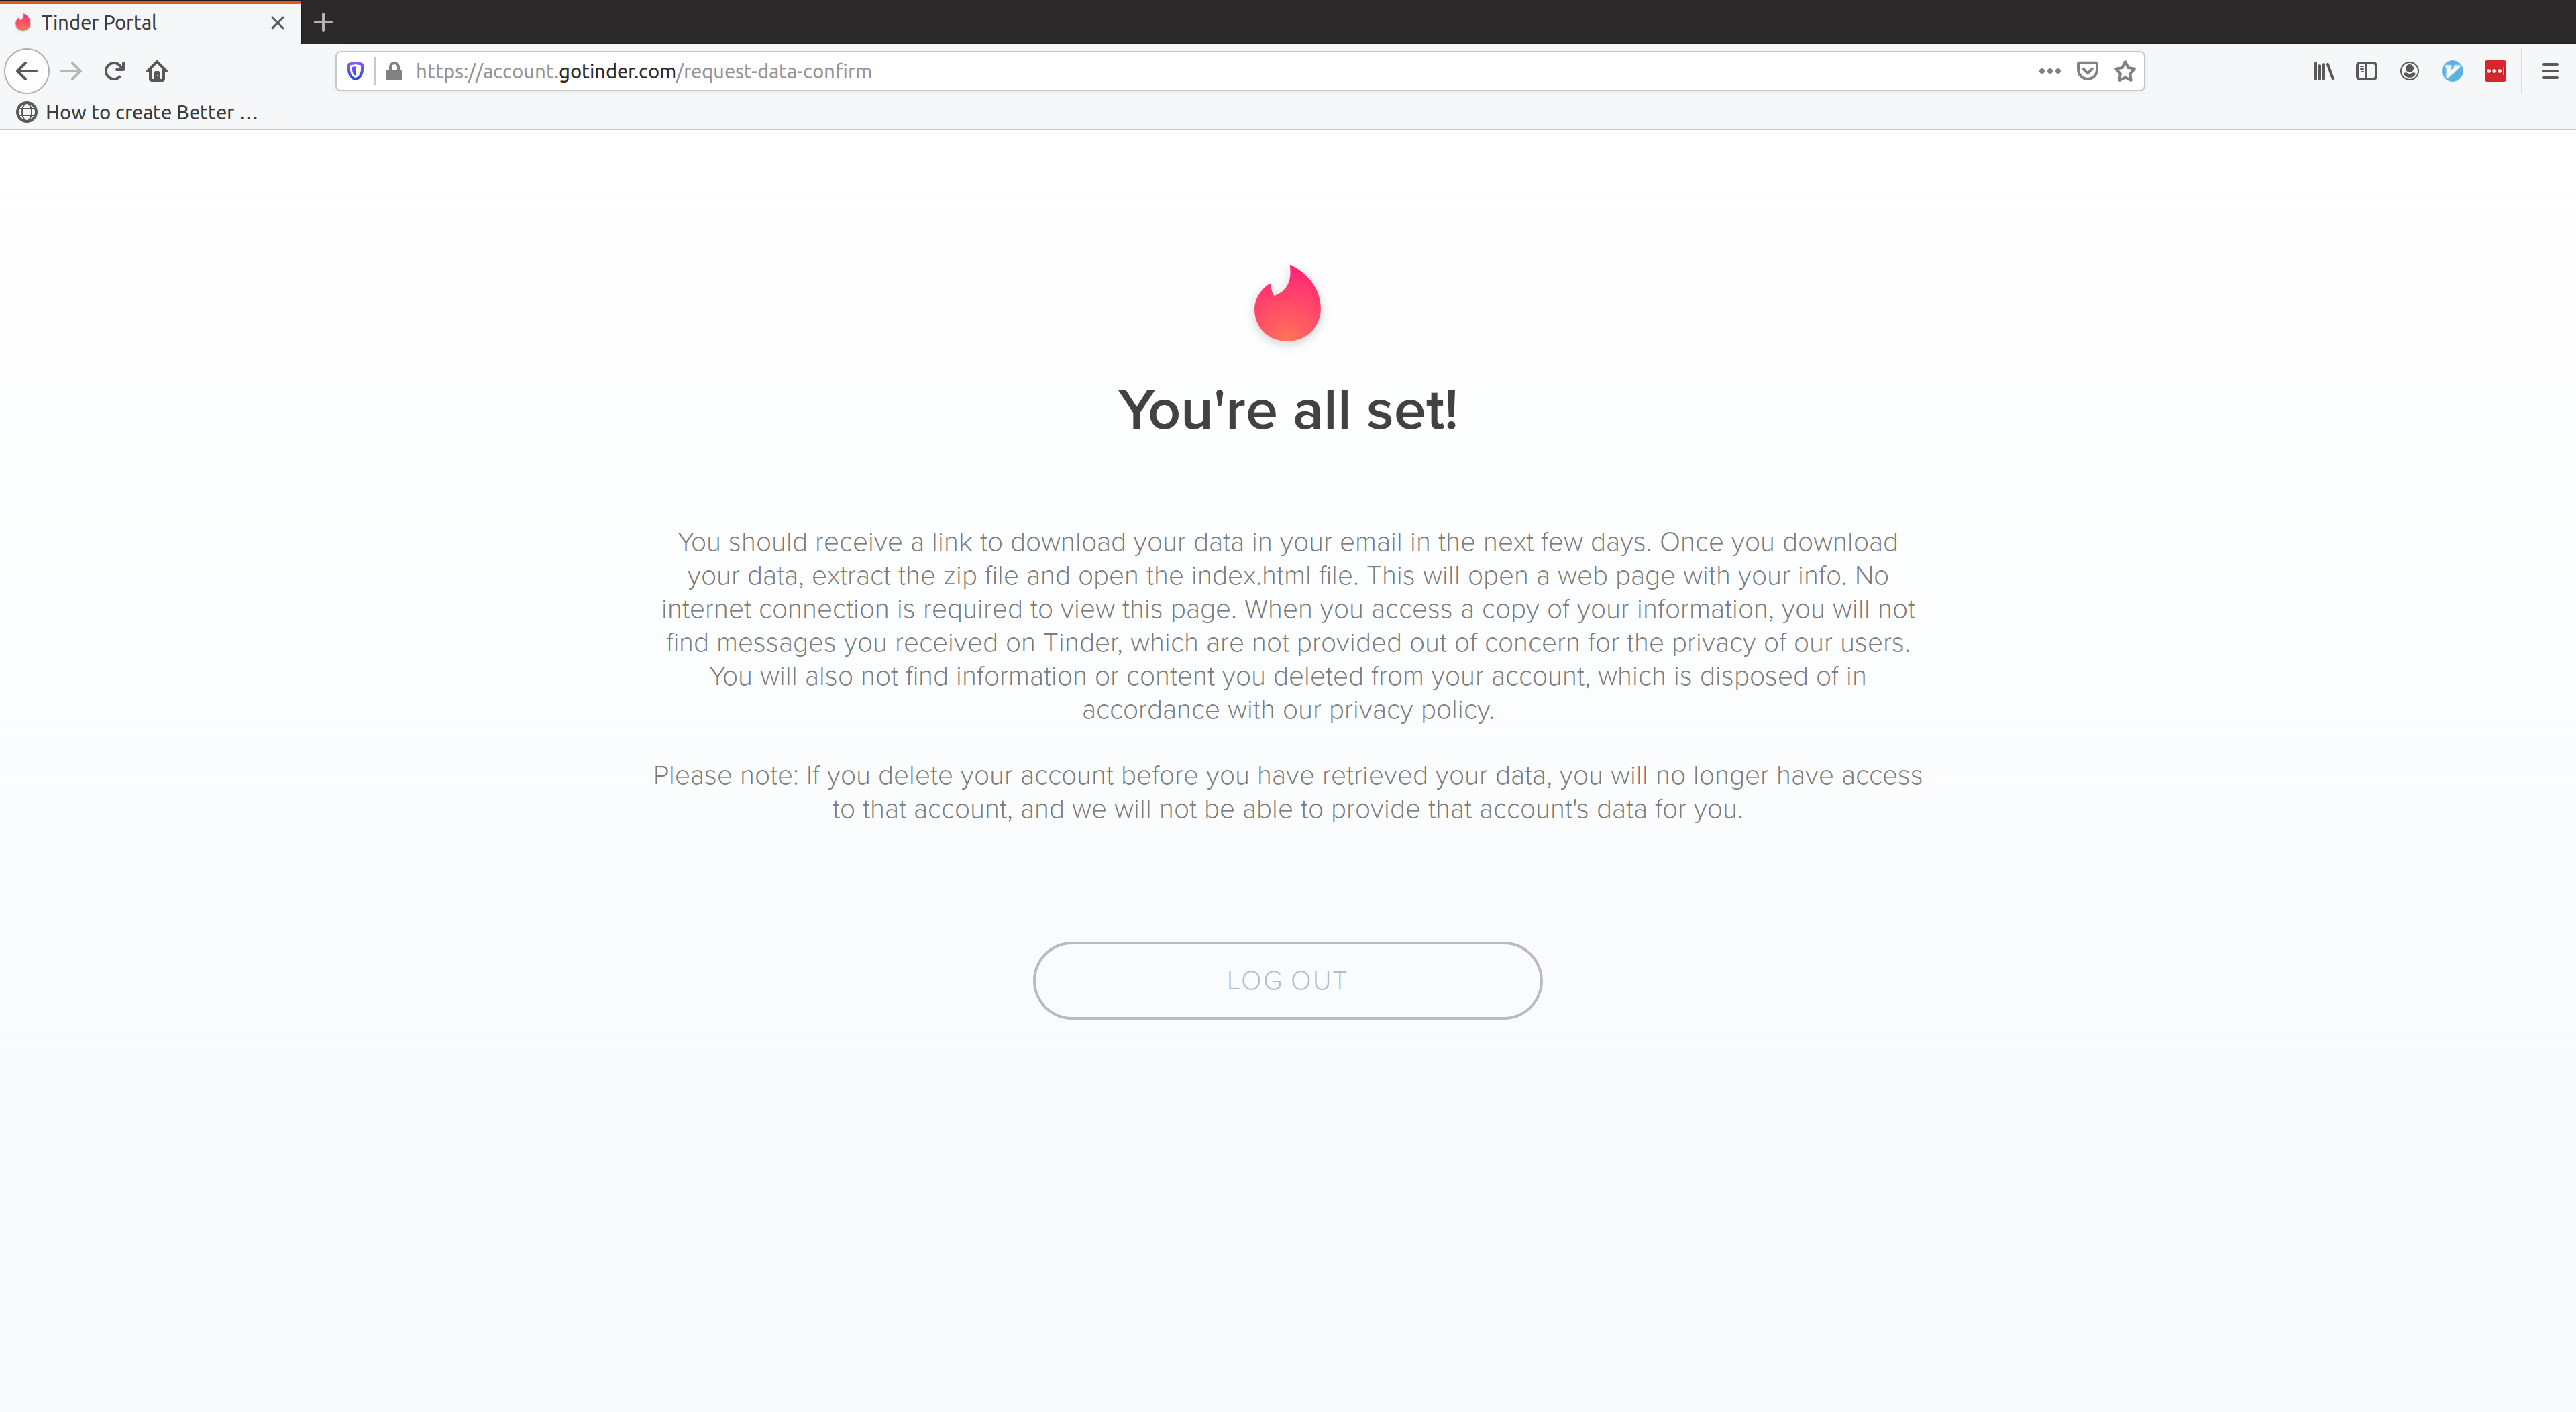 Tinder Portal
https://account.gotinder.com/request-data-confirm
How to create Better ...
You're all set!
You should receive a link to download your data in your email in the next few days. Once you download
your data, extract the zip file and open the index.html file. This will open a web page with your info. No
internet connection is required to view this page. When you access a copy of your information, you will not
find messages you received on Tinder, which are not provided out of concern for the privacy of our users.
You will also not find information or content you deleted from your account, which is disposed of in
accordance with our privacy policy.
Please note: If you delete your account before you have retrieved your data, you will no longer have access
to that account, and we will not be able to provide that account's data for you.
LOG OUT